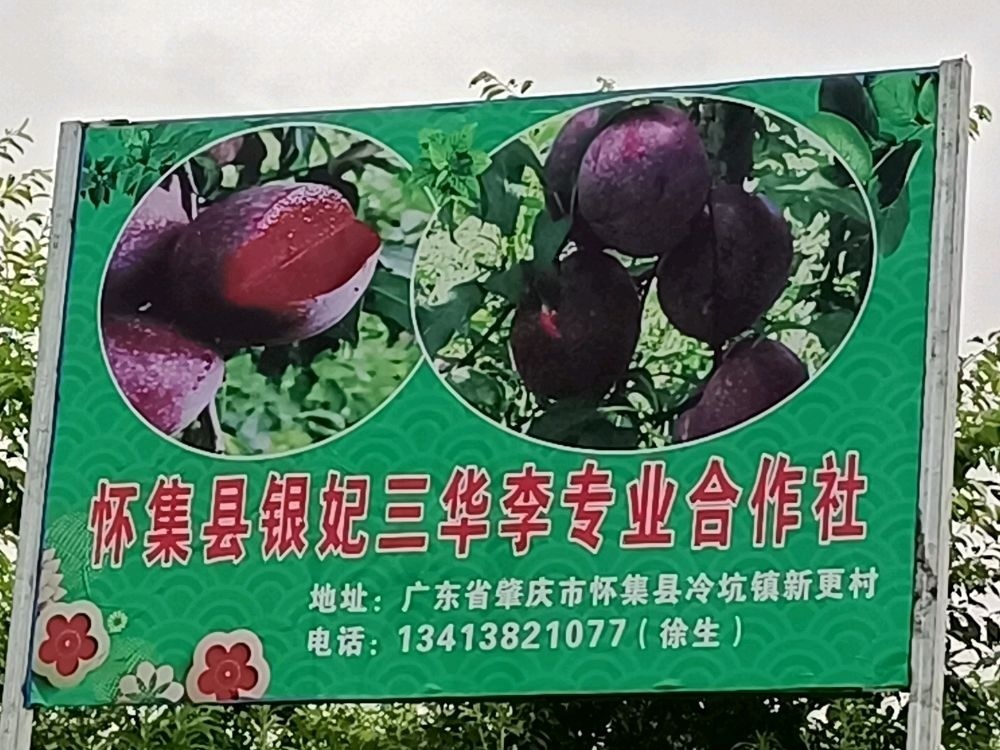 怀集县银妃三华李专业合作社
地址：广东省肇庆市怀集县冷坑镇新更村
电话：13413821077（徐生）